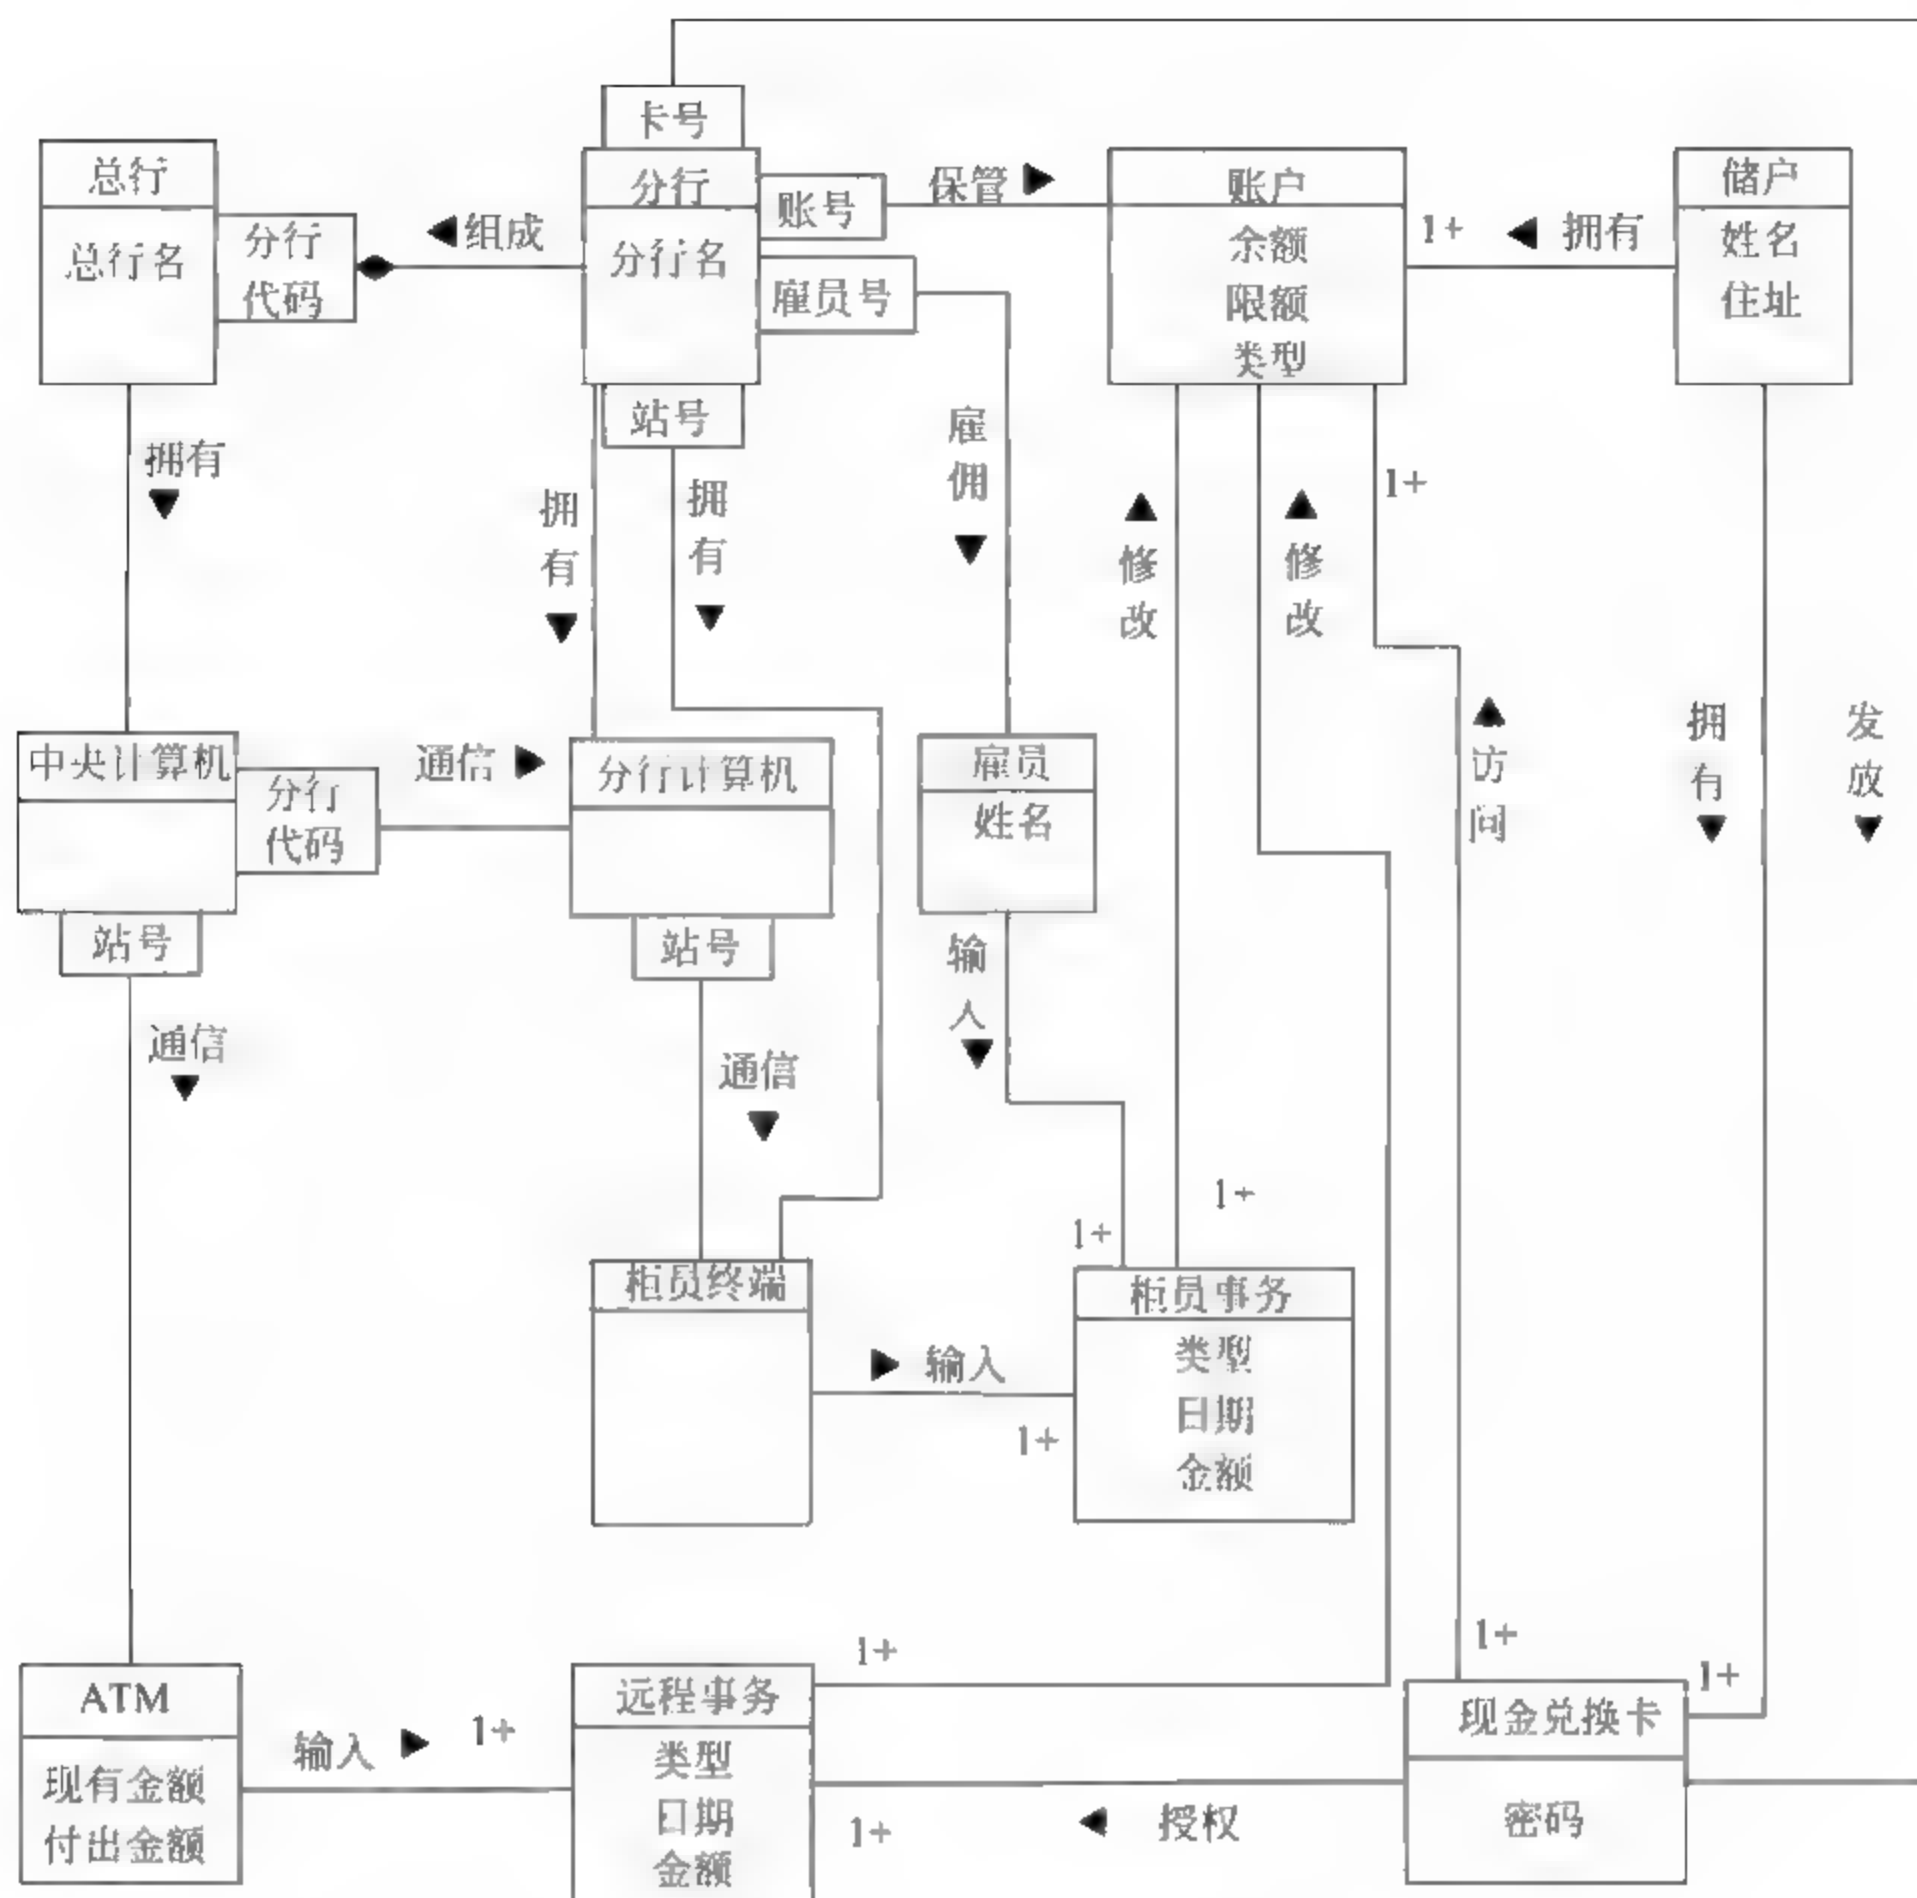 卡号
总行
分行
账号
保管
账户
储户
总行名
分行
代码
组成
分行名
雇员号
余额
限额
类型
1+
拥有
姓名
住址
站号
拥有
拥有
拥有
雇佣
修改
修改
1+
访问
拥有
发放
中央计算机
分行
代码
通信
分行计算机
雇员
姓名
站号
站号
输入
通信
通信
1+
1+
柜员终端
柜员事务
输入
1+
类型
日期
金额
1+
1+
1+
ATM
现有金额
付出金额
输入
1+
远程事务
类型
日期
金额
1+
授权
现金兑换卡
密码